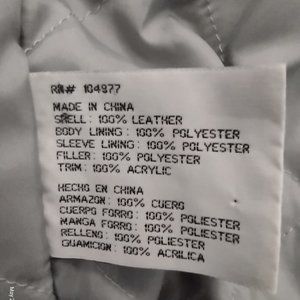 RN# 104977
MADE IN CHINA
SHELL: 100% LEATHER
BODY LINING: 100% POLYESTER
SLEEVE LINING: 100% POLYESTER
FILLER: 100% POLYESTER
TRIM: 100% ACRYLIC
HECHO EN CHINA
ARMAZON: 100% CUERO
CUERPO FORRO: 100% POLIESTER
MANGA FORRO: 100% POLIESTER
RELLENO: 100% POLIESTER
GUARNICION: 100% ACRILICA